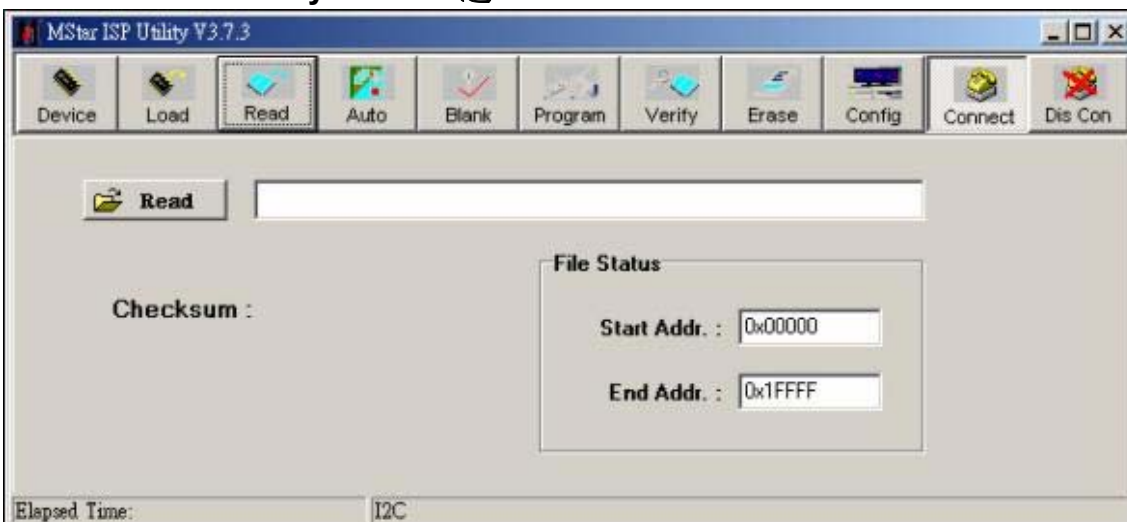 MStar ISP Utility V3.7.3
Device Load Read Auto Blank Program Verify Erase Config Connect Dis Con
Read
File Status
Checksum :
Start Addr. : 0x00000
End Addr. : 0x1FFFF
Elapsed Time: I2C